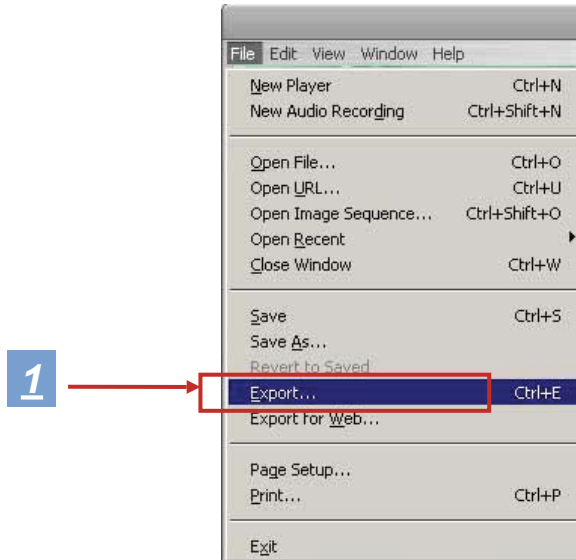 File Edit View Window Help
New Player Ctrl+N
New Audio Recording Ctrl+Shift+N
Open File... Ctrl+O
Open URL... Ctrl+U
Open Image Sequence... Ctrl+Shift+O
Open Recent
Close Window Ctrl+W
Save Ctrl+S
Save As...
Revert to Saved
1
Export... Ctrl+E
Export for Web...
Page Setup...
Print... Ctrl+P
Exit